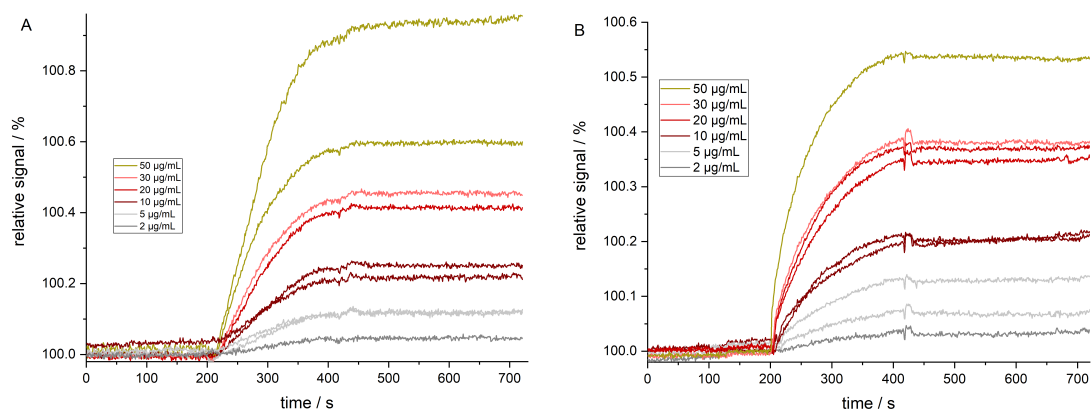 A
relative signal / %
100.8
100.6
100.4
100.2
100.0
50 µg/mL
30 µg/mL
20 µg/mL
10 µg/mL
5 µg/mL
2 µg/mL
0 100 200 300 400 500 600 700
time / s
B
relative signal / %
100.6
100.5
100.4
100.3
100.2
100.1
100.0
50 µg/mL
30 µg/mL
20 µg/mL
10 µg/mL
5 µg/mL
2 µg/mL
0 100 200 300 400 500 600 700
time / s